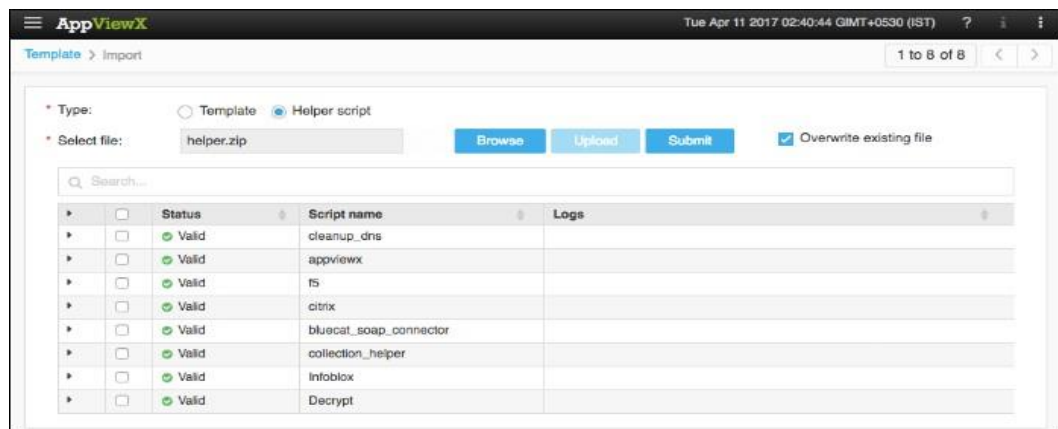 AppViewX Tue Apr 11 2017 02:40:44 GMT+0530 (IST) ?
Template > Import 1 to 8 of 8 < >
* Type: Template Helper script
* Select file: helper.zip Browse Upload Submit Overwrite existing file
Search...
Status Script name Logs
Valid cleanup_dns
Valid appviewx
Valid f5
Valid citrix
Valid bluecat_soap_connector
Valid collection_helper
Valid Infoblox
Valid Decrypt